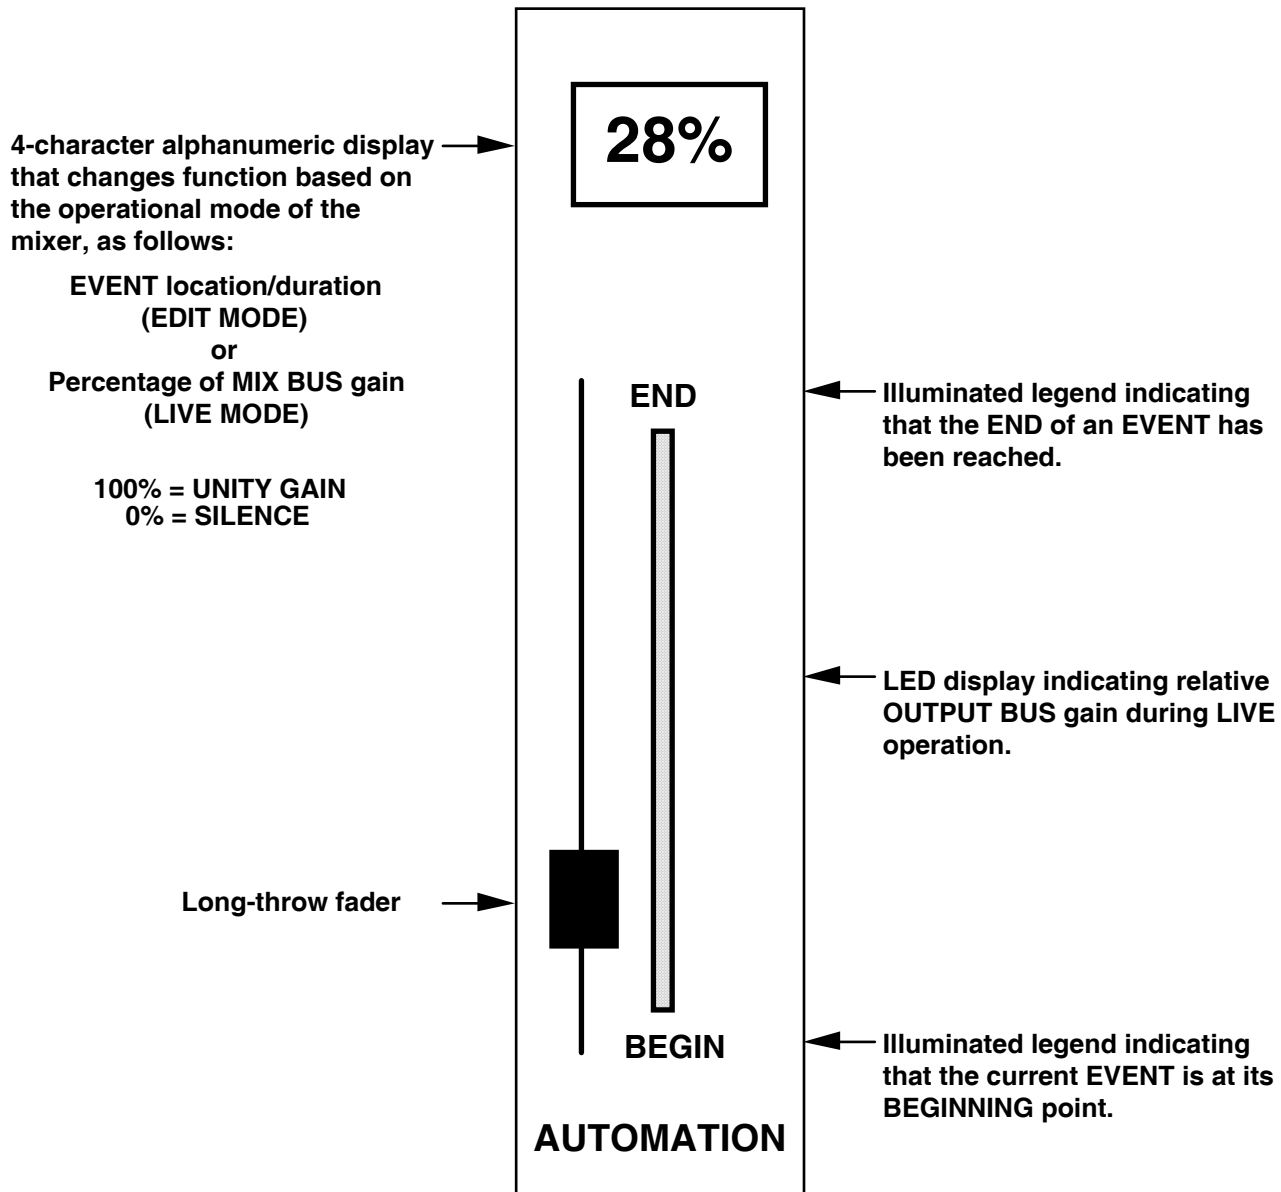 28%
4-character alphanumeric display
that changes function based on
the operational mode of the
mixer, as follows:
EVENT location/duration
(EDIT MODE)
or
Percentage of MIX BUS gain
(LIVE MODE)
100% = UNITY GAIN
0% = SILENCE
END
Illuminated legend indicating
that the END of an EVENT has
been reached.
LED display indicating relative
OUTPUT BUS gain during LIVE
operation.
Long-throw fader
BEGIN
Illuminated legend indicating
that the current EVENT is at its
BEGINNING point.
AUTOMATION